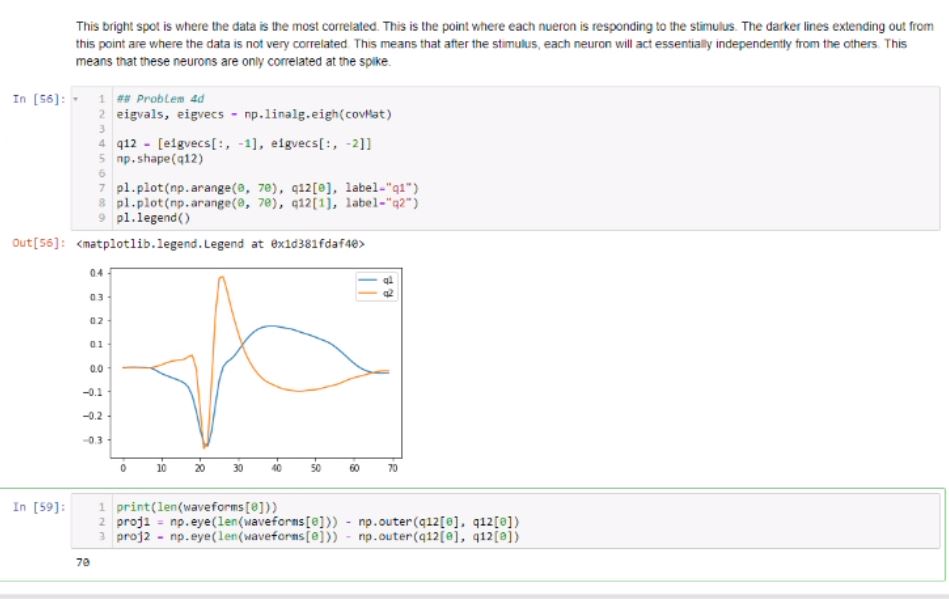 This bright spot is where the data is the most correlated. This is the point where each nueron is responding to the stimulus. The darker lines extending out from
this point are where the data is not very correlated. This means that after the stimulus, each neuron will act essentially independently from the others. This
means that these neurons are only correlated at the spike.
In [56]:
1 ## Problem 4d
2 eigvals, eigvecs = np.linalg.eigh(covMat)
3
4 q12 = [eigvecs[:, -1], eigvecs[:, -2]]
5 np.shape(q12)
6
7 pl.plot(np.arange(0, 70), q12[0], label="q1")
8 pl.plot(np.arange(0, 70), q12[1], label="q2")
9 pl.legend()
Out[56]: <matplotlib.legend.Legend at 0x1d381fdaf40>
q1
q2
0.4
0.3
0.2
0.1
0.0
-0.1
-0.2
-0.3
0 10 20 30 40 50 60 70
In [59]:
1 print(len(waveforms[0]))
2 proj1 = np.eye(len(waveforms[0])) - np.outer(q12[0], q12[0])
3 proj2 = np.eye(len(waveforms[0])) - np.outer(q12[0], q12[0])
70